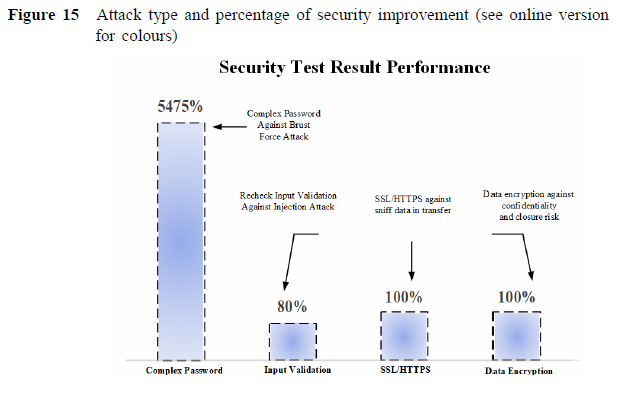 Figure 15 Attack type and percentage of security improvement (see online version
for colours)
Security Test Result Performance
5475%
Complex Password
Against Brust
Force Attack
Recheck Input Validation
Against Injection Attack
SSL/HTTPS against
sniff data in transfer
Data encryption against
confidentiality
and closure risk
80%
100%
100%
Complex Password
Input Validation
SSL/HTTPS
Data Encryption